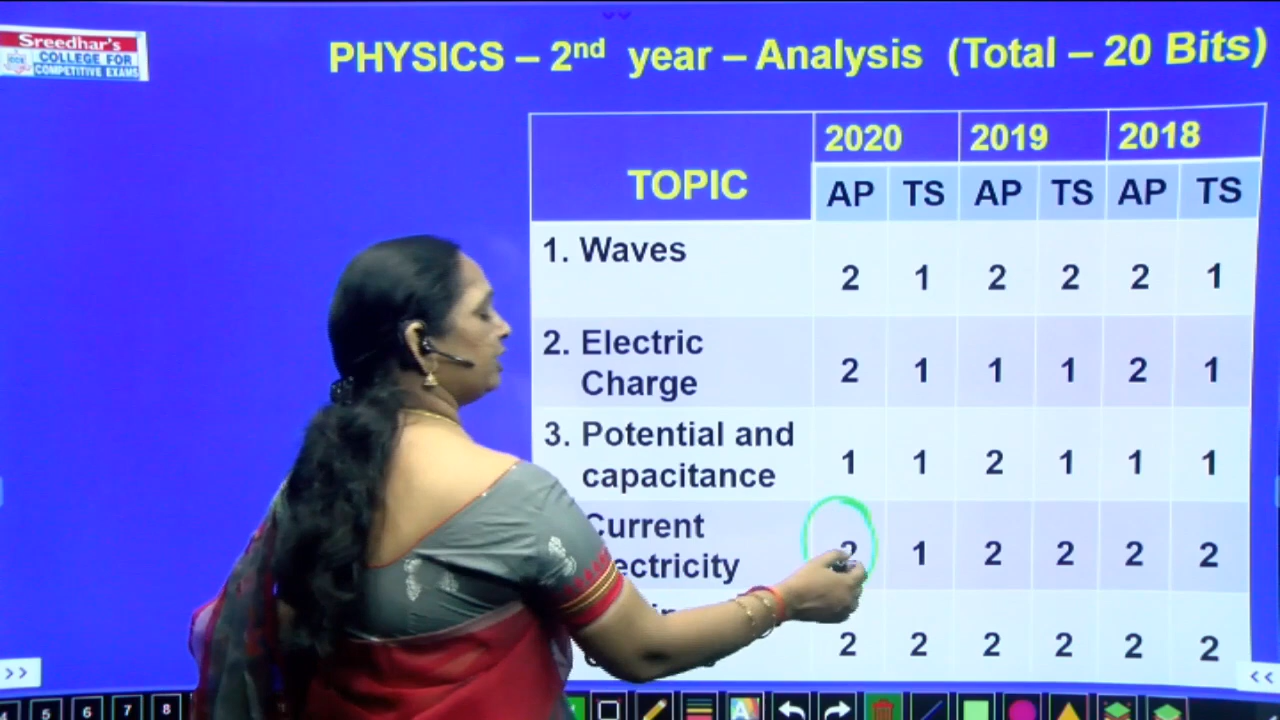 Sreedhar's
COLLEGE FOR
COMPETITIVE EXAMS
PHYSICS – 2nd year – Analysis (Total – 20 Bits)
TOPIC 2020 2019 2018
AP TS AP TS AP TS
1. Waves 2 1 2 2 2 1
2. Electric
Charge 2 1 1 1 2 1
3. Potential and
capacitance 1 1 2 1 1 1
Current
ectricity 2 1 2 2 2 2
2 2 2 2 2 2
>> <<
5 6 7 8